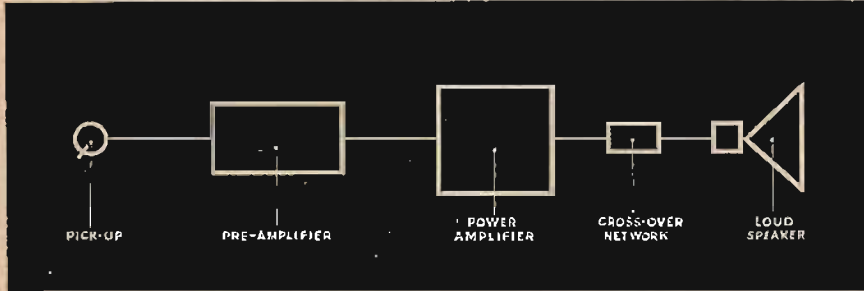 PICK-UP
PRE-AMPLIFIER
POWER
AMPLIFIER
CROSS-OVER
NETWORK
LOUD
SPEAKER